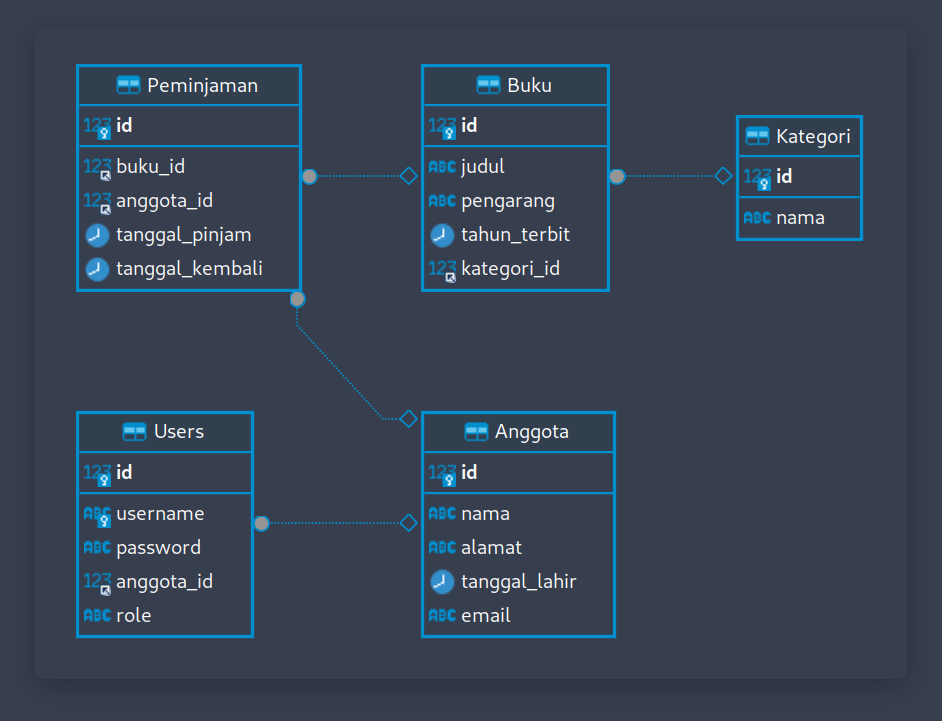 Peminjaman
123 id
123 buku_id
123 anggota_id
tanggal_pinjam
tanggal_kembali
Buku
123 id
ABC judul
ABC pengarang
tahun_terbit
123 kategori_id
Kategori
123 id
ABC nama
Users
123 id
ABC username
ABC password
123 anggota_id
ABC role
Anggota
123 id
ABC nama
ABC alamat
tanggal_lahir
ABC email